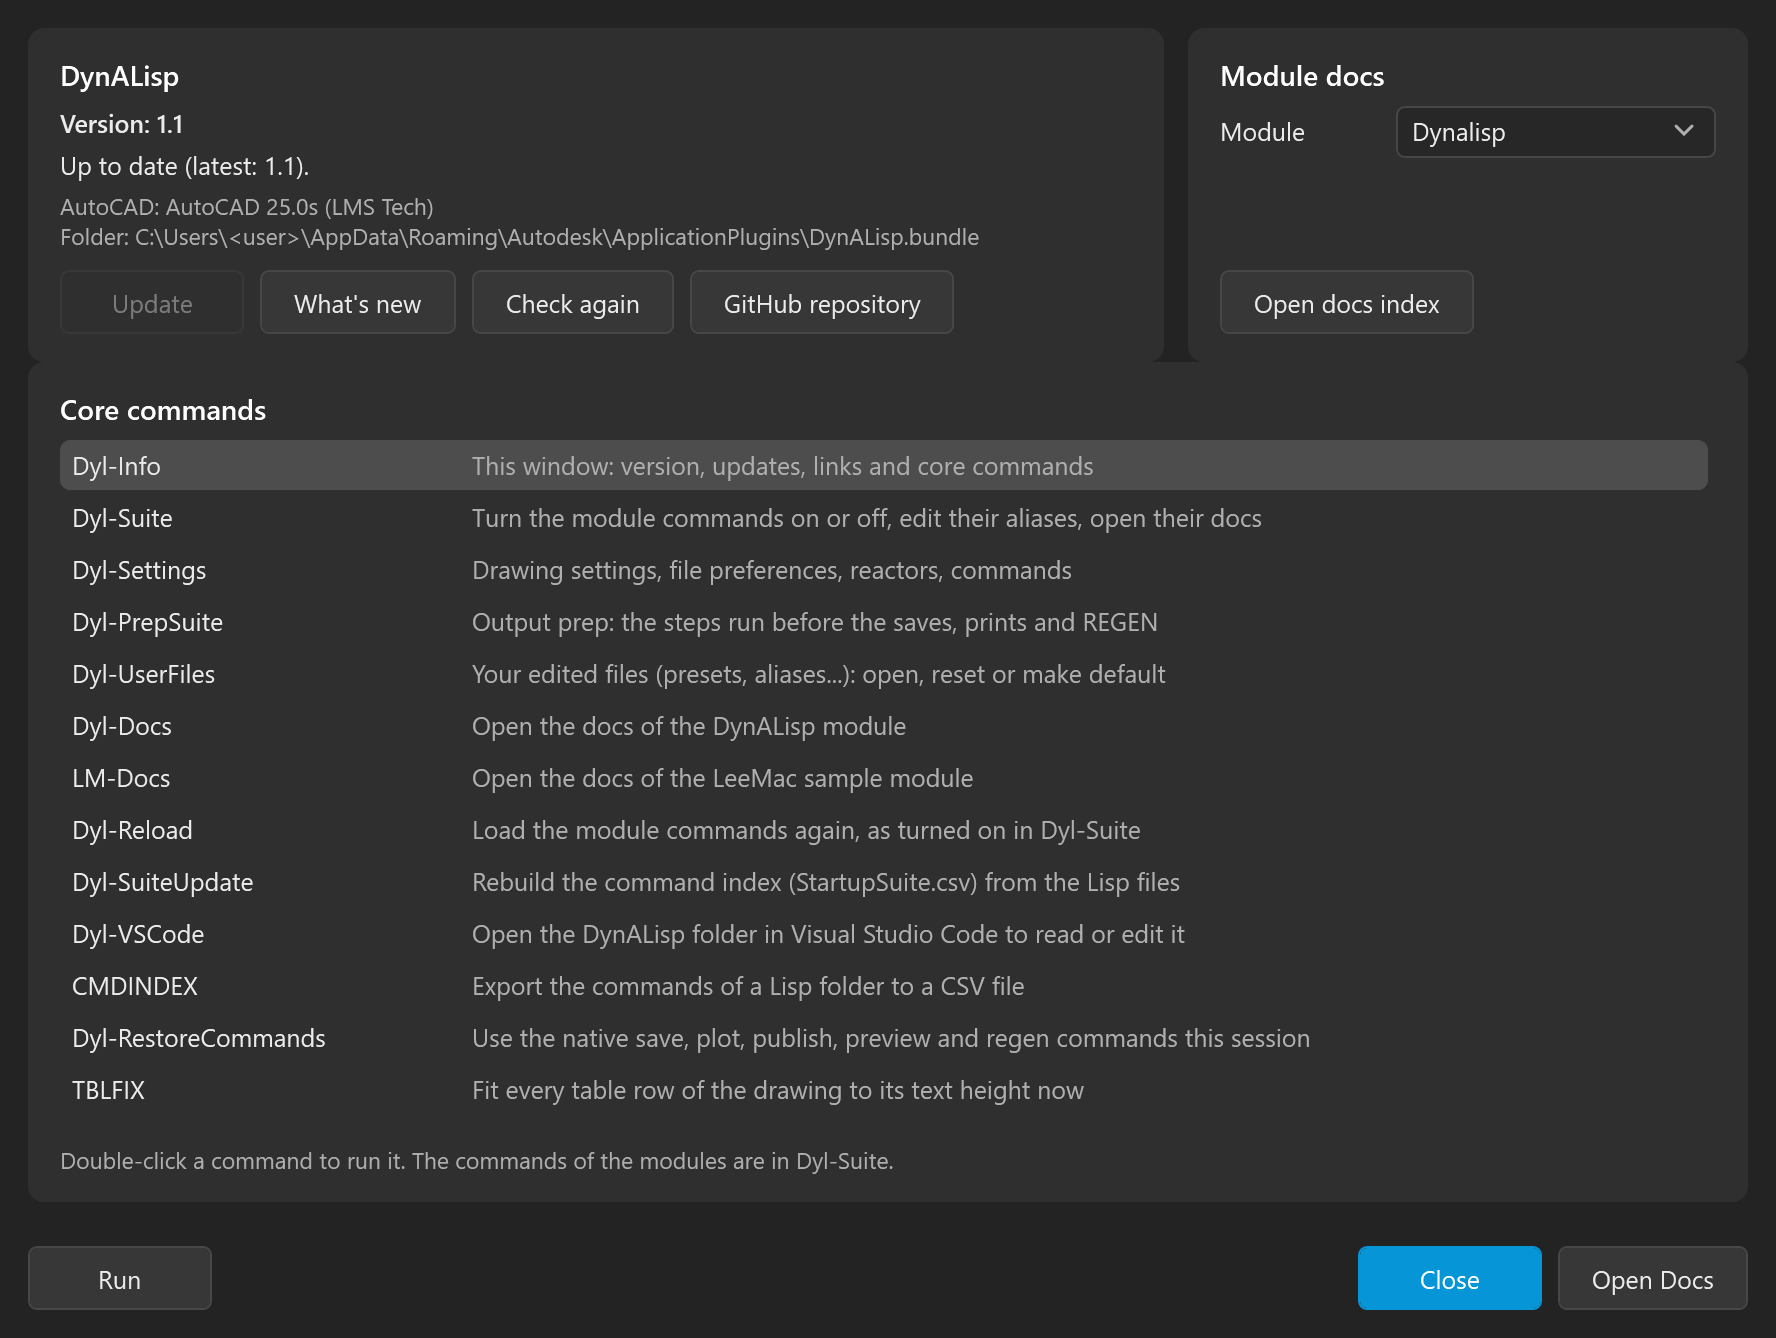 DynALisp
Version: 1.1
Up to date (latest: 1.1).
AutoCAD: AutoCAD 25.0s (LMS Tech)
Folder: C:\Users\<user>\AppData\Roaming\Autodesk\ApplicationPlugins\DynALisp.bundle
Update
What's new
Check again
GitHub repository
Module docs
Module
Dynalisp
Open docs index
Core commands
Dyl-Info This window: version, updates, links and core commands
Dyl-Suite Turn the module commands on or off, edit their aliases, open their docs
Dyl-Settings Drawing settings, file preferences, reactors, commands
Dyl-PrepSuite Output prep: the steps run before the saves, prints and REGEN
Dyl-UserFiles Your edited files (presets, aliases...): open, reset or make default
Dyl-Docs Open the docs of the DynALisp module
LM-Docs Open the docs of the LeeMac sample module
Dyl-Reload Load the module commands again, as turned on in Dyl-Suite
Dyl-SuiteUpdate Rebuild the command index (StartupSuite.csv) from the Lisp files
Dyl-VSCode Open the DynALisp folder in Visual Studio Code to read or edit it
CMDINDEX Export the commands of a Lisp folder to a CSV file
Dyl-RestoreCommands Use the native save, plot, publish, preview and regen commands this session
TBLFIX Fit every table row of the drawing to its text height now
Double-click a command to run it. The commands of the modules are in Dyl-Suite.
Run
Close
Open Docs